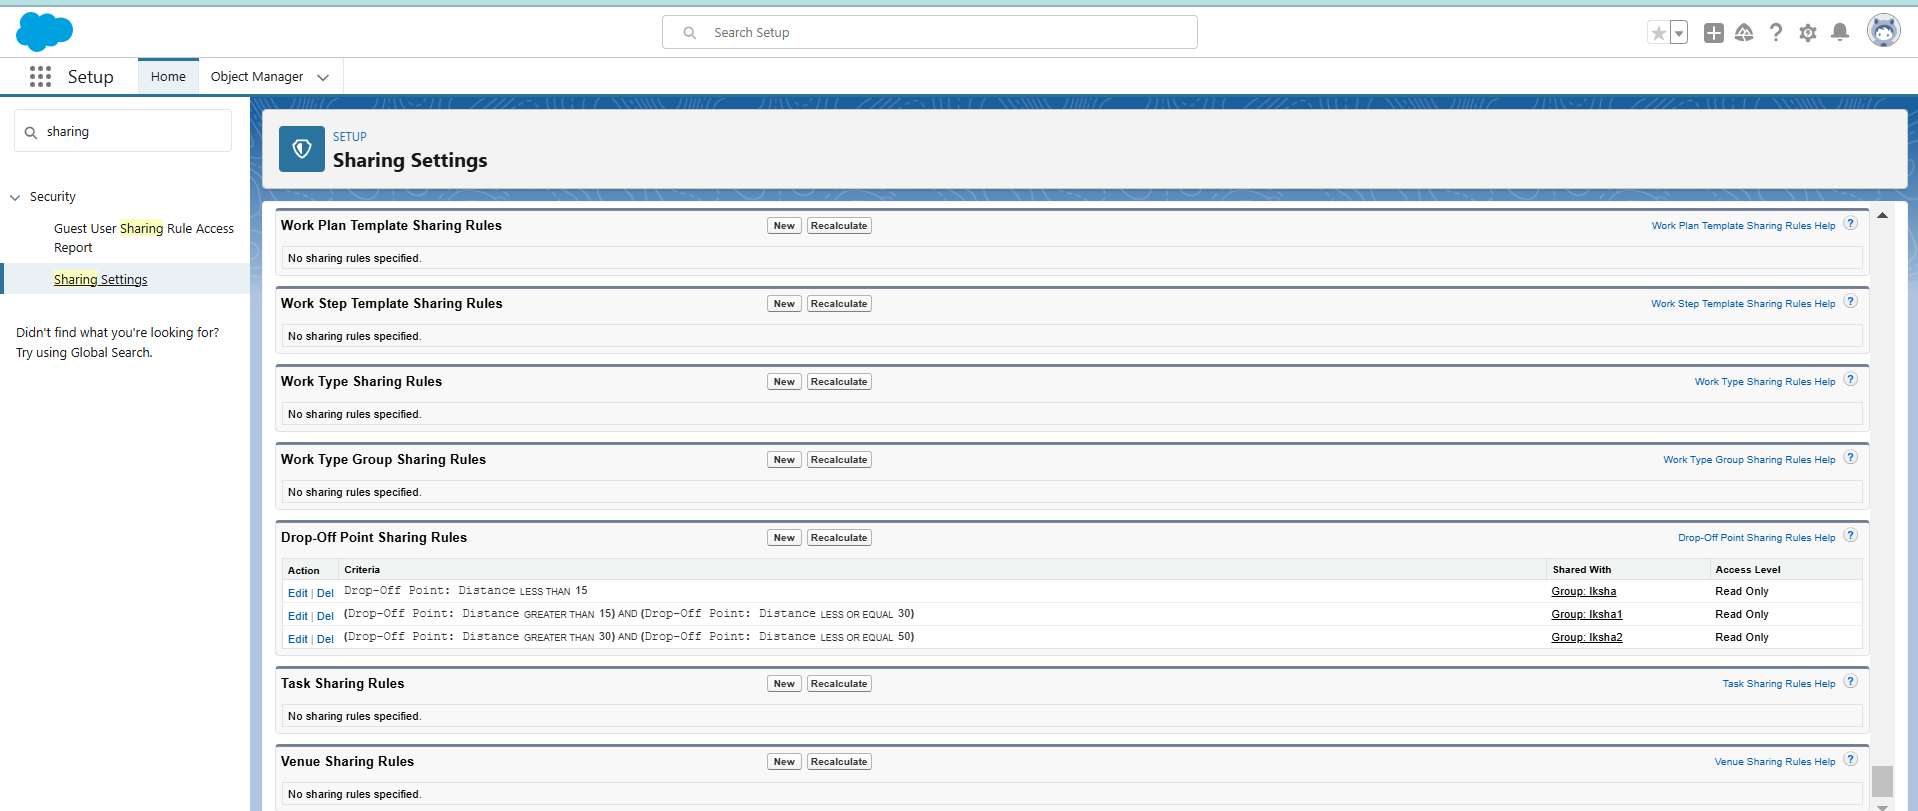 Search Setup
Setup
Home
Object Manager
sharing
Security
Guest User Sharing Rule Access
Report
Sharing Settings
Didn't find what you're looking for?
Try using Global Search.
SETUP
Sharing Settings
Work Plan Template Sharing Rules New Recalculate Work Plan Template Sharing Rules Help ?
No sharing rules specified.
Work Step Template Sharing Rules New Recalculate Work Step Template Sharing Rules Help ?
No sharing rules specified.
Work Type Sharing Rules New Recalculate Work Type Sharing Rules Help ?
No sharing rules specified.
Work Type Group Sharing Rules New Recalculate Work Type Group Sharing Rules Help ?
No sharing rules specified.
Drop-Off Point Sharing Rules New Recalculate Drop-Off Point Sharing Rules Help ?
Action Criteria Shared With Access Level
Edit | Del Drop-Off Point: Distance LESS THAN 15 Group: Iksha Read Only
Edit | Del (Drop-Off Point: Distance GREATER THAN 15) AND (Drop-Off Point: Distance LESS OR EQUAL 30) Group: Iksha1 Read Only
Edit | Del (Drop-Off Point: Distance GREATER THAN 30) AND (Drop-Off Point: Distance LESS OR EQUAL 50) Group: Iksha2 Read Only
Task Sharing Rules New Recalculate Task Sharing Rules Help ?
No sharing rules specified.
Venue Sharing Rules New Recalculate Venue Sharing Rules Help ?
No sharing rules specified.